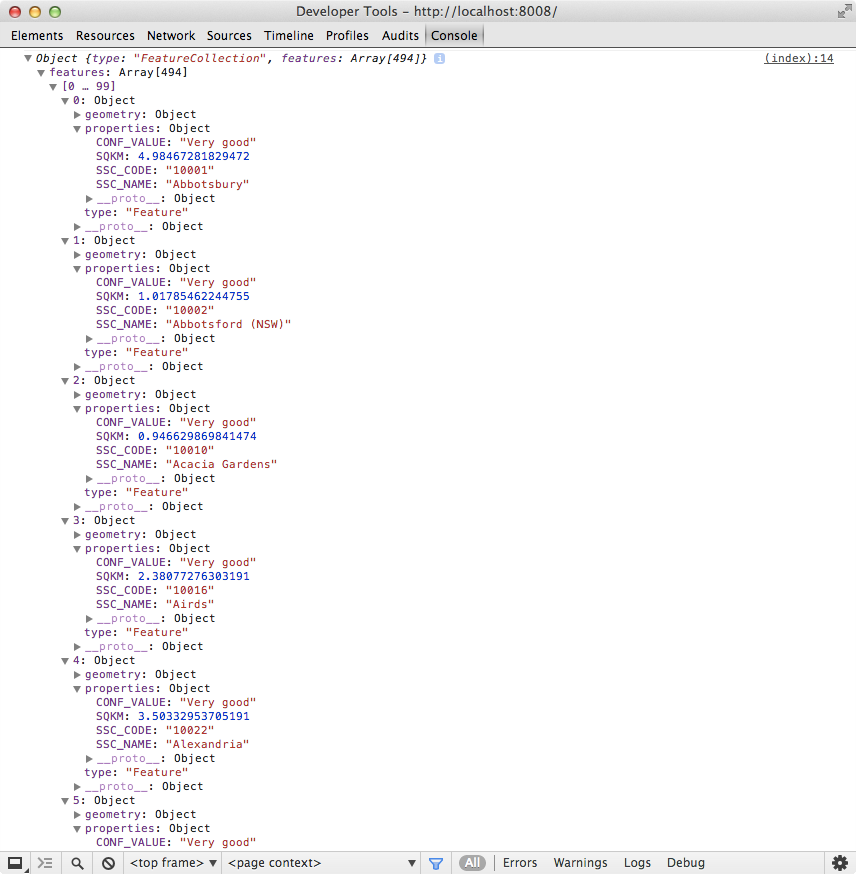 Developer Tools - http://localhost:8008/
Elements Resources Network Sources Timeline Profiles Audits Console
Object {type: "FeatureCollection", features: Array[494]} i (index):14
features: Array[494]
[0 … 99]
0: Object
geometry: Object
properties: Object
CONF_VALUE: "Very good"
SQKM: 4.98467281829472
SSC_CODE: "10001"
SSC_NAME: "Abbotsbury"
__proto__: Object
type: "Feature"
__proto__: Object
1: Object
geometry: Object
properties: Object
CONF_VALUE: "Very good"
SQKM: 1.01785462244755
SSC_CODE: "10002"
SSC_NAME: "Abbotsford (NSW)"
__proto__: Object
type: "Feature"
__proto__: Object
2: Object
geometry: Object
properties: Object
CONF_VALUE: "Very good"
SQKM: 0.946629869841474
SSC_CODE: "10010"
SSC_NAME: "Acacia Gardens"
__proto__: Object
type: "Feature"
__proto__: Object
3: Object
geometry: Object
properties: Object
CONF_VALUE: "Very good"
SQKM: 2.38077276303191
SSC_CODE: "10016"
SSC_NAME: "Airds"
__proto__: Object
type: "Feature"
__proto__: Object
4: Object
geometry: Object
properties: Object
CONF_VALUE: "Very good"
SQKM: 3.50332953705191
SSC_CODE: "10022"
SSC_NAME: "Alexandria"
__proto__: Object
type: "Feature"
__proto__: Object
5: Object
geometry: Object
properties: Object
CONF_VALUE: "Very good"
<top frame> <page context> All Errors Warnings Logs Debug